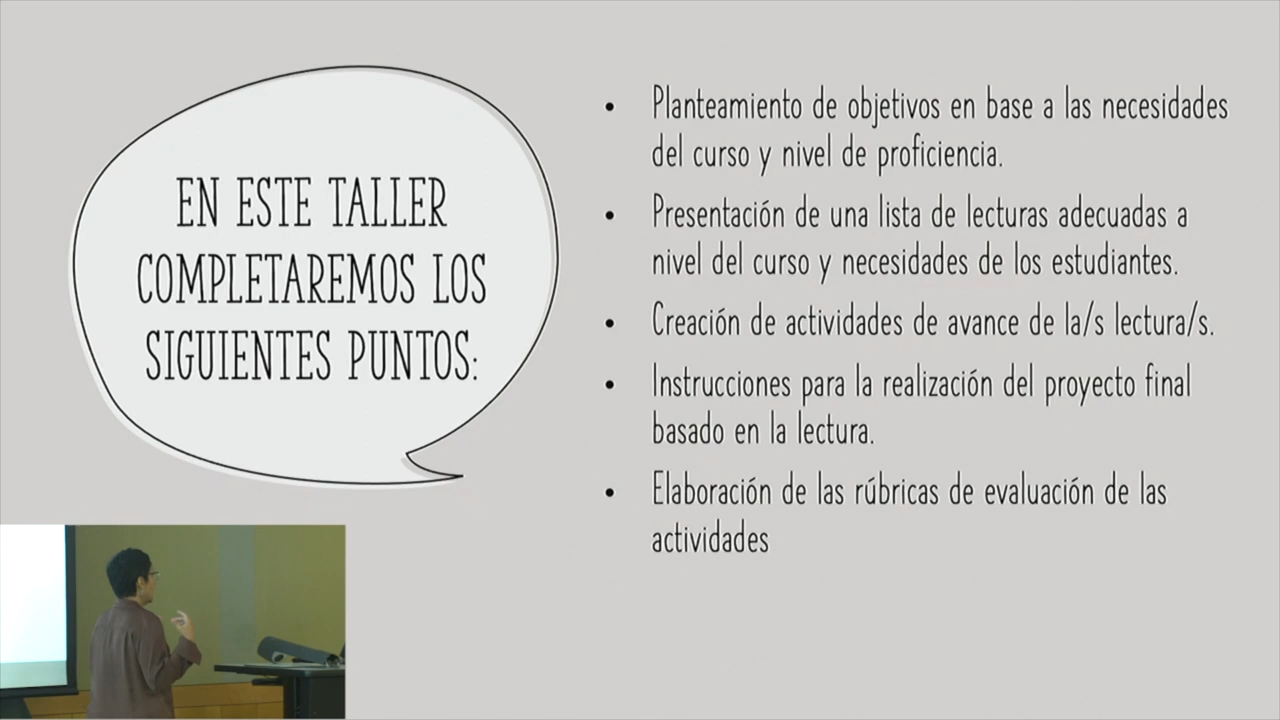 EN ESTE TALLER
COMPLETAREMOS LOS
SIGUIENTES PUNTOS:
• Planteamiento de objetivos en base a las necesidades
del curso y nivel de proficiencia.
• Presentación de una lista de lecturas adecuadas a
nivel del curso y necesidades de los estudiantes.
• Creación de actividades de avance de la/s lectura/s.
• Instrucciones para la realización del proyecto final
basado en la lectura.
• Elaboración de las rúbricas de evaluación de las
actividades